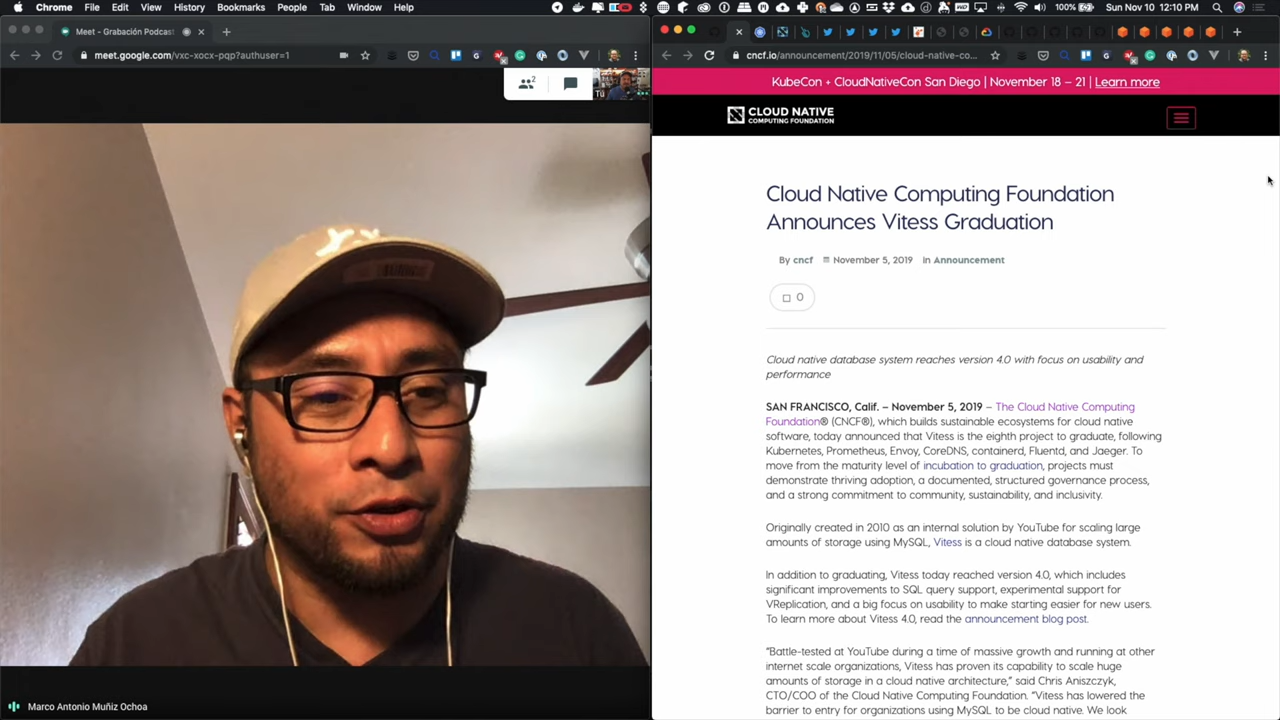 Chrome File Edit View History Bookmarks People Tab Window Help
100% Sun Nov 10 12:10 PM
Meet - Grabación Podcast
meet.google.com/vxc-xocx-pqp?authuser=1
2
Tú
Marco Antonio Muñiz Ochoa
cncf.io/announcement/2019/11/05/cloud-native-co...
KubeCon + CloudNativeCon San Diego | November 18 – 21 | Learn more
CLOUD NATIVE
COMPUTING FOUNDATION
Cloud Native Computing Foundation
Announces Vitess Graduation
By cncf November 5, 2019 in Announcement
0
Cloud native database system reaches version 4.0 with focus on usability and
performance
SAN FRANCISCO, Calif. – November 5, 2019 – The Cloud Native Computing
Foundation® (CNCF®), which builds sustainable ecosystems for cloud native
software, today announced that Vitess is the eighth project to graduate, following
Kubernetes, Prometheus, Envoy, CoreDNS, containerd, Fluentd, and Jaeger. To
move from the maturity level of incubation to graduation, projects must
demonstrate thriving adoption, a documented, structured governance process,
and a strong commitment to community, sustainability, and inclusivity.
Originally created in 2010 as an internal solution by YouTube for scaling large
amounts of storage using MySQL, Vitess is a cloud native database system.
In addition to graduating, Vitess today reached version 4.0, which includes
significant improvements to SQL query support, experimental support for
VReplication, and a big focus on usability to make starting easier for new users.
To learn more about Vitess 4.0, read the announcement blog post.
“Battle-tested at YouTube during a time of massive growth and running at other
internet scale organizations, Vitess has proven its capability to scale huge
amounts of storage in a cloud native architecture,” said Chris Aniszczyk,
CTO/COO of the Cloud Native Computing Foundation. “Vitess has lowered the
barrier to entry for organizations using MySQL to be cloud native. We look